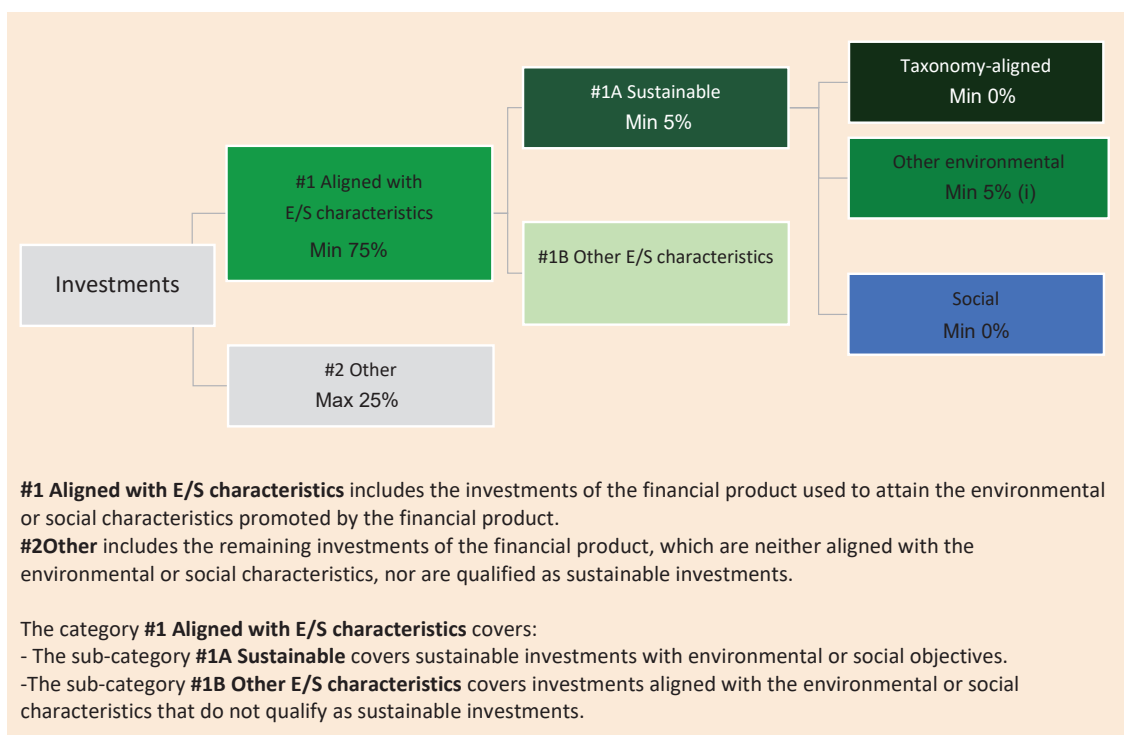 Investments
#1 Aligned with
E/S characteristics
Min 75%
#2 Other
Max 25%
#1A Sustainable
Min 5%
#1B Other E/S characteristics
Taxonomy-aligned
Min 0%
Other environmental
Min 5% (i)
Social
Min 0%
#1 Aligned with E/S characteristics includes the investments of the financial product used to attain the environmental
or social characteristics promoted by the financial product.
#2Other includes the remaining investments of the financial product, which are neither aligned with the
environmental or social characteristics, nor are qualified as sustainable investments.
The category #1 Aligned with E/S characteristics covers:
- The sub-category #1A Sustainable covers sustainable investments with environmental or social objectives.
-The sub-category #1B Other E/S characteristics covers investments aligned with the environmental or social
characteristics that do not qualify as sustainable investments.